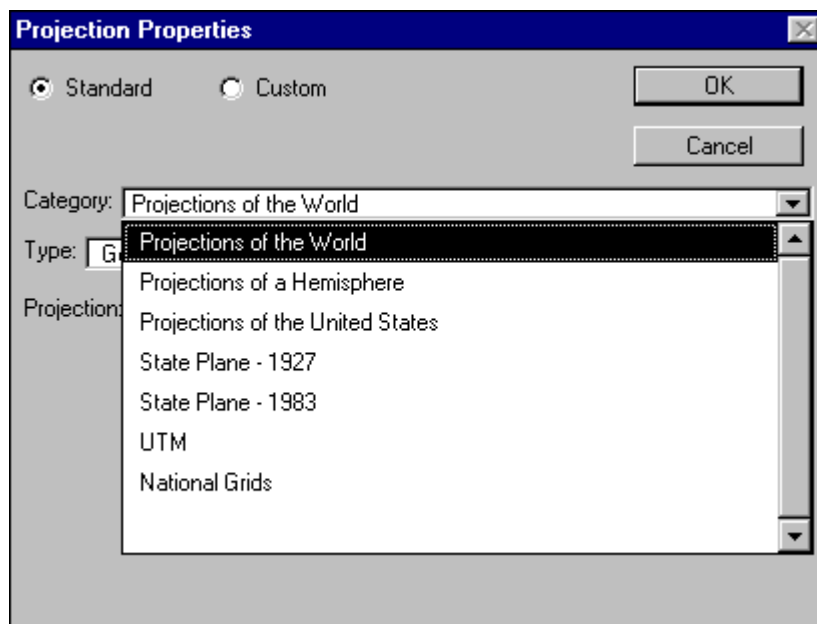 Projection Properties
Standard Custom OK
Cancel
Category: Projections of the World
Projections of the World
Type:
Projections of a Hemisphere
Projection:
Projections of the United States
State Plane - 1927
State Plane - 1983
UTM
National Grids